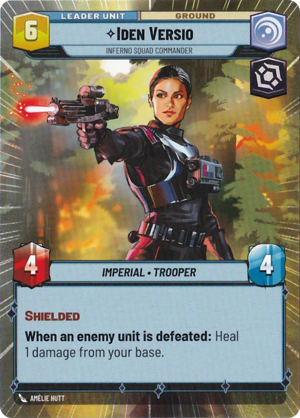 LEADER UNIT
GROUND
6
IDEN VERSIO
INFERNO SQUAD COMMANDER
4
4
IMPERIAL • TROOPER
SHIELDED
When an enemy unit is defeated: Heal
1 damage from your base.
AMÉLIE HUTT